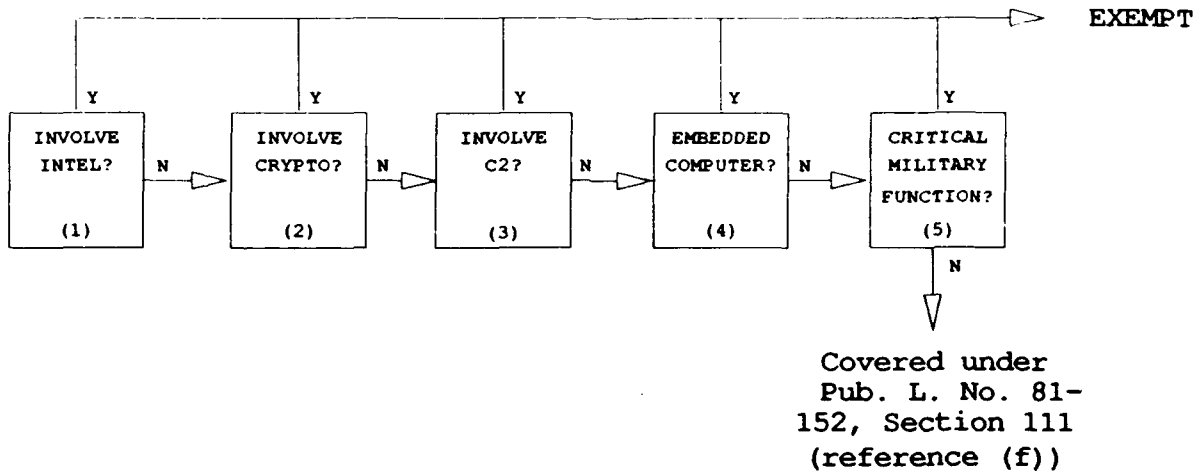 EXEMPT
Y
Y
Y
Y
Y
INVOLVE
INTEL?
(1)
N
INVOLVE
CRYPTO?
(2)
N
INVOLVE
C2?
(3)
N
EMBEDDED
COMPUTER?
(4)
N
CRITICAL
MILITARY
FUNCTION?
(5)
N
Covered under
Pub. L. No. 81-
152, Section 111
(reference (f))